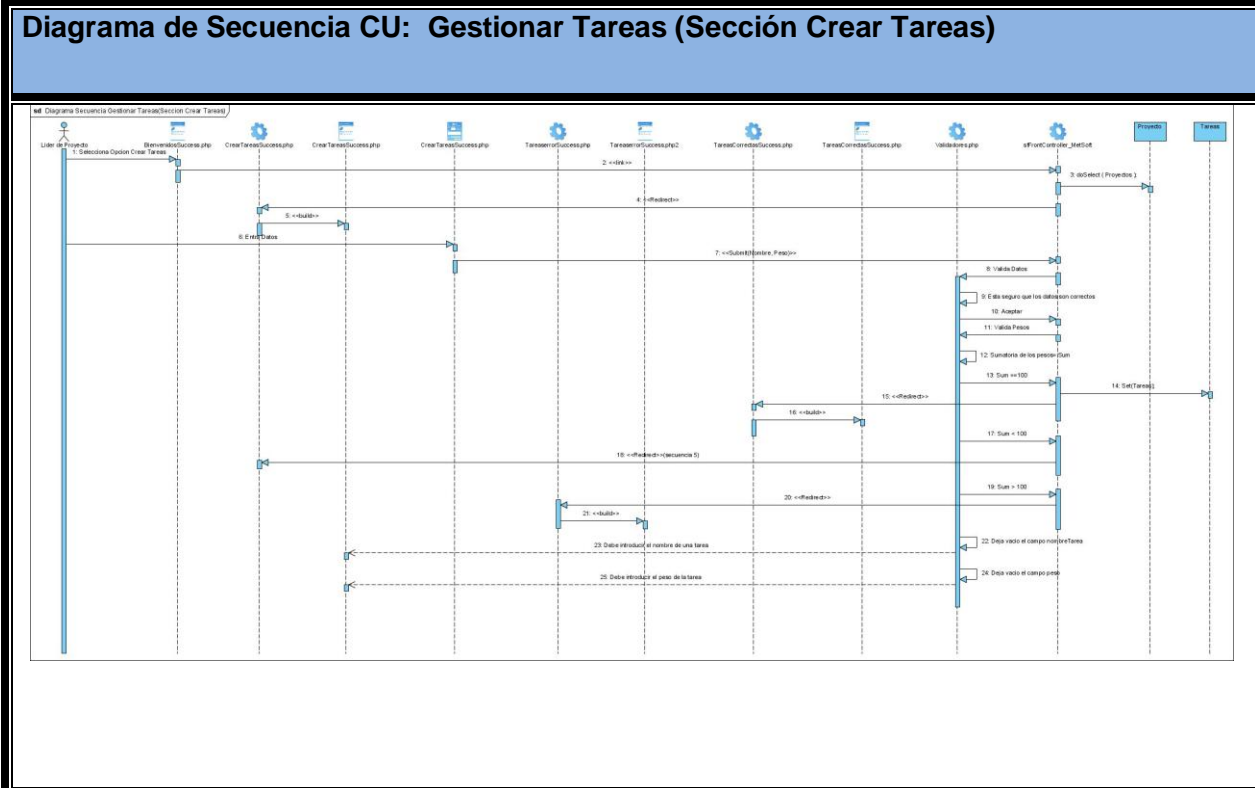 Diagrama de Secuencia CU: Gestionar Tareas (Sección Crear Tareas)
sd Diagrama Secuencia Gestionar Tareas(Seccion Crear Tareas)
Lider de Proyecto
BienvenidosSuccess.php
CrearTareasSuccess.php
CrearTareasSuccess.php
CrearTareasSuccess.php
TareaserrorSuccess.php
TareaserrorSuccess.php2
TareasCorrectasSuccess.php
TareasCorrectasSuccess.php
Validadores.php
sfFrontController_MetSoft
Proyecto
Tareas
1: Selecciona Opcion Crear Tareas
2: <<link>>
3: doSelect ( Proyectos )
4: <<Redirect>>
5: <<build>>
6: Entra Datos
7: <<Submit(Nombre, Peso)>>
8: Valida Datos
9: Esta seguro que los datos son correctos
10: Aceptar
11: Valida Pesos
12: Sumatoria de los pesos=Sum
13: Sum ==100
14: Set(Tareas)
15: <<Redirect>>
16: <<build>>
17: Sum < 100
18: <<Redirect>>(secuencia 5)
19: Sum > 100
20: <<Redirect>>
21: <<build>>
22: Deja vacio el campo nombreTarea
23: Debe introducir el nombre de una tarea
24: Deja vacio el campo peso
25: Debe introducir el peso de la tarea